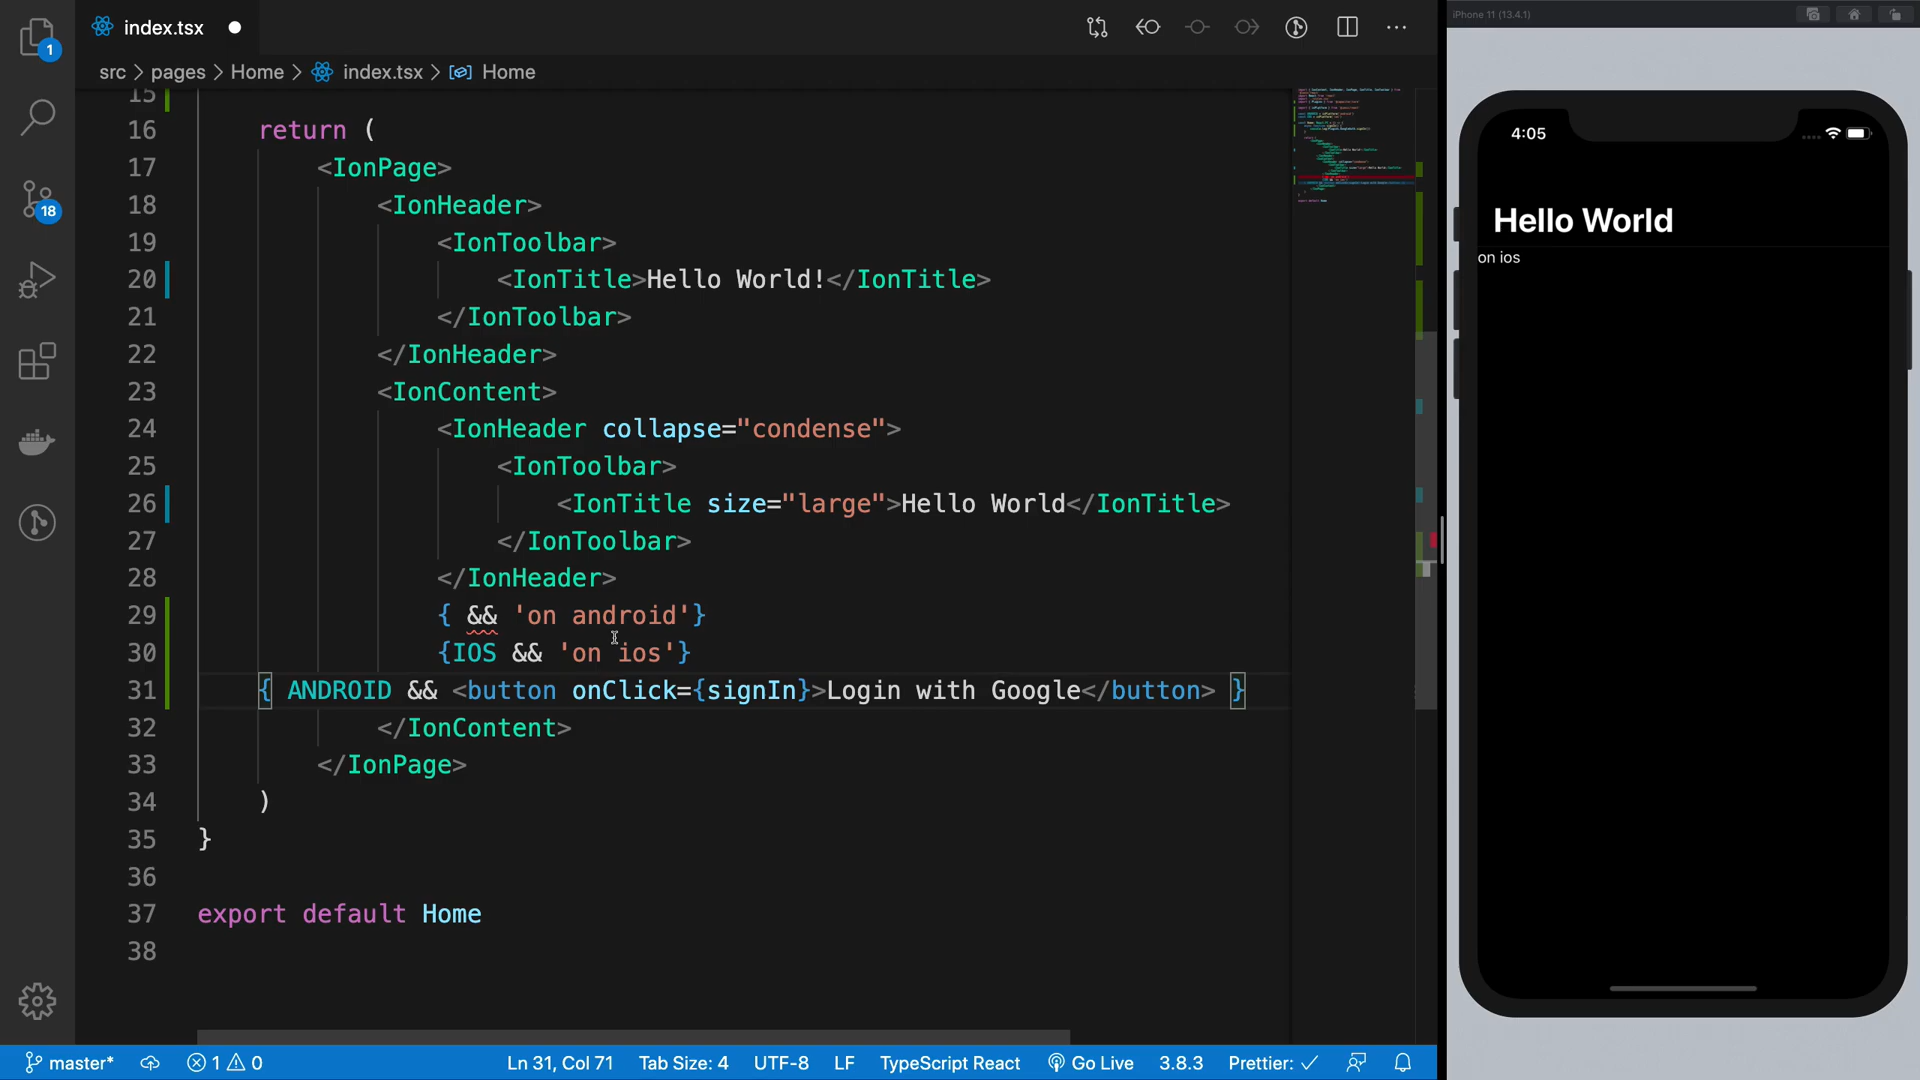 index.tsx
iPhone 11 (13.4.1)
1
src > pages > Home > index.tsx > Home
15
16 return (
17 <IonPage>
18 <IonHeader>
19 <IonToolbar>
20 <IonTitle>Hello World!</IonTitle>
21 </IonToolbar>
22 </IonHeader>
23 <IonContent>
24 <IonHeader collapse="condense">
25 <IonToolbar>
26 <IonTitle size="large">Hello World</IonTitle>
27 </IonToolbar>
28 </IonHeader>
29 { && 'on android'}
30 {IOS && 'on ios'}
31 { ANDROID && <button onClick={signIn}>Login with Google</button> }
32 </IonContent>
33 </IonPage>
34 )
35 }
36
37 export default Home
38
18
4:05
Hello World
on ios
master* 1 0 Ln 31, Col 71 Tab Size: 4 UTF-8 LF TypeScript React Go Live 3.8.3 Prettier: ✓